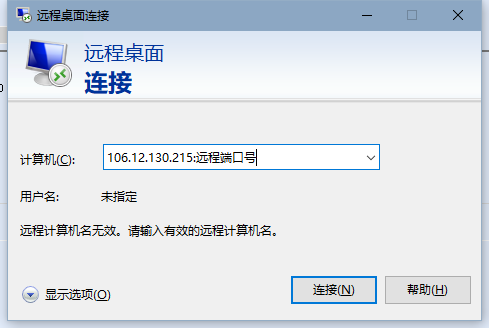 远程桌面连接
远程桌面
连接
计算机(C):
106.12.130.215:远程端口号
用户名:
未指定
远程计算机名无效。请输入有效的远程计算机名。
显示选项(O)
连接(N)
帮助(H)